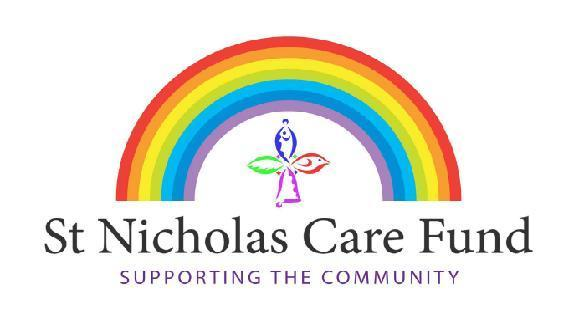 St Nicholas Care Fund
SUPPORTING THE COMMUNITY